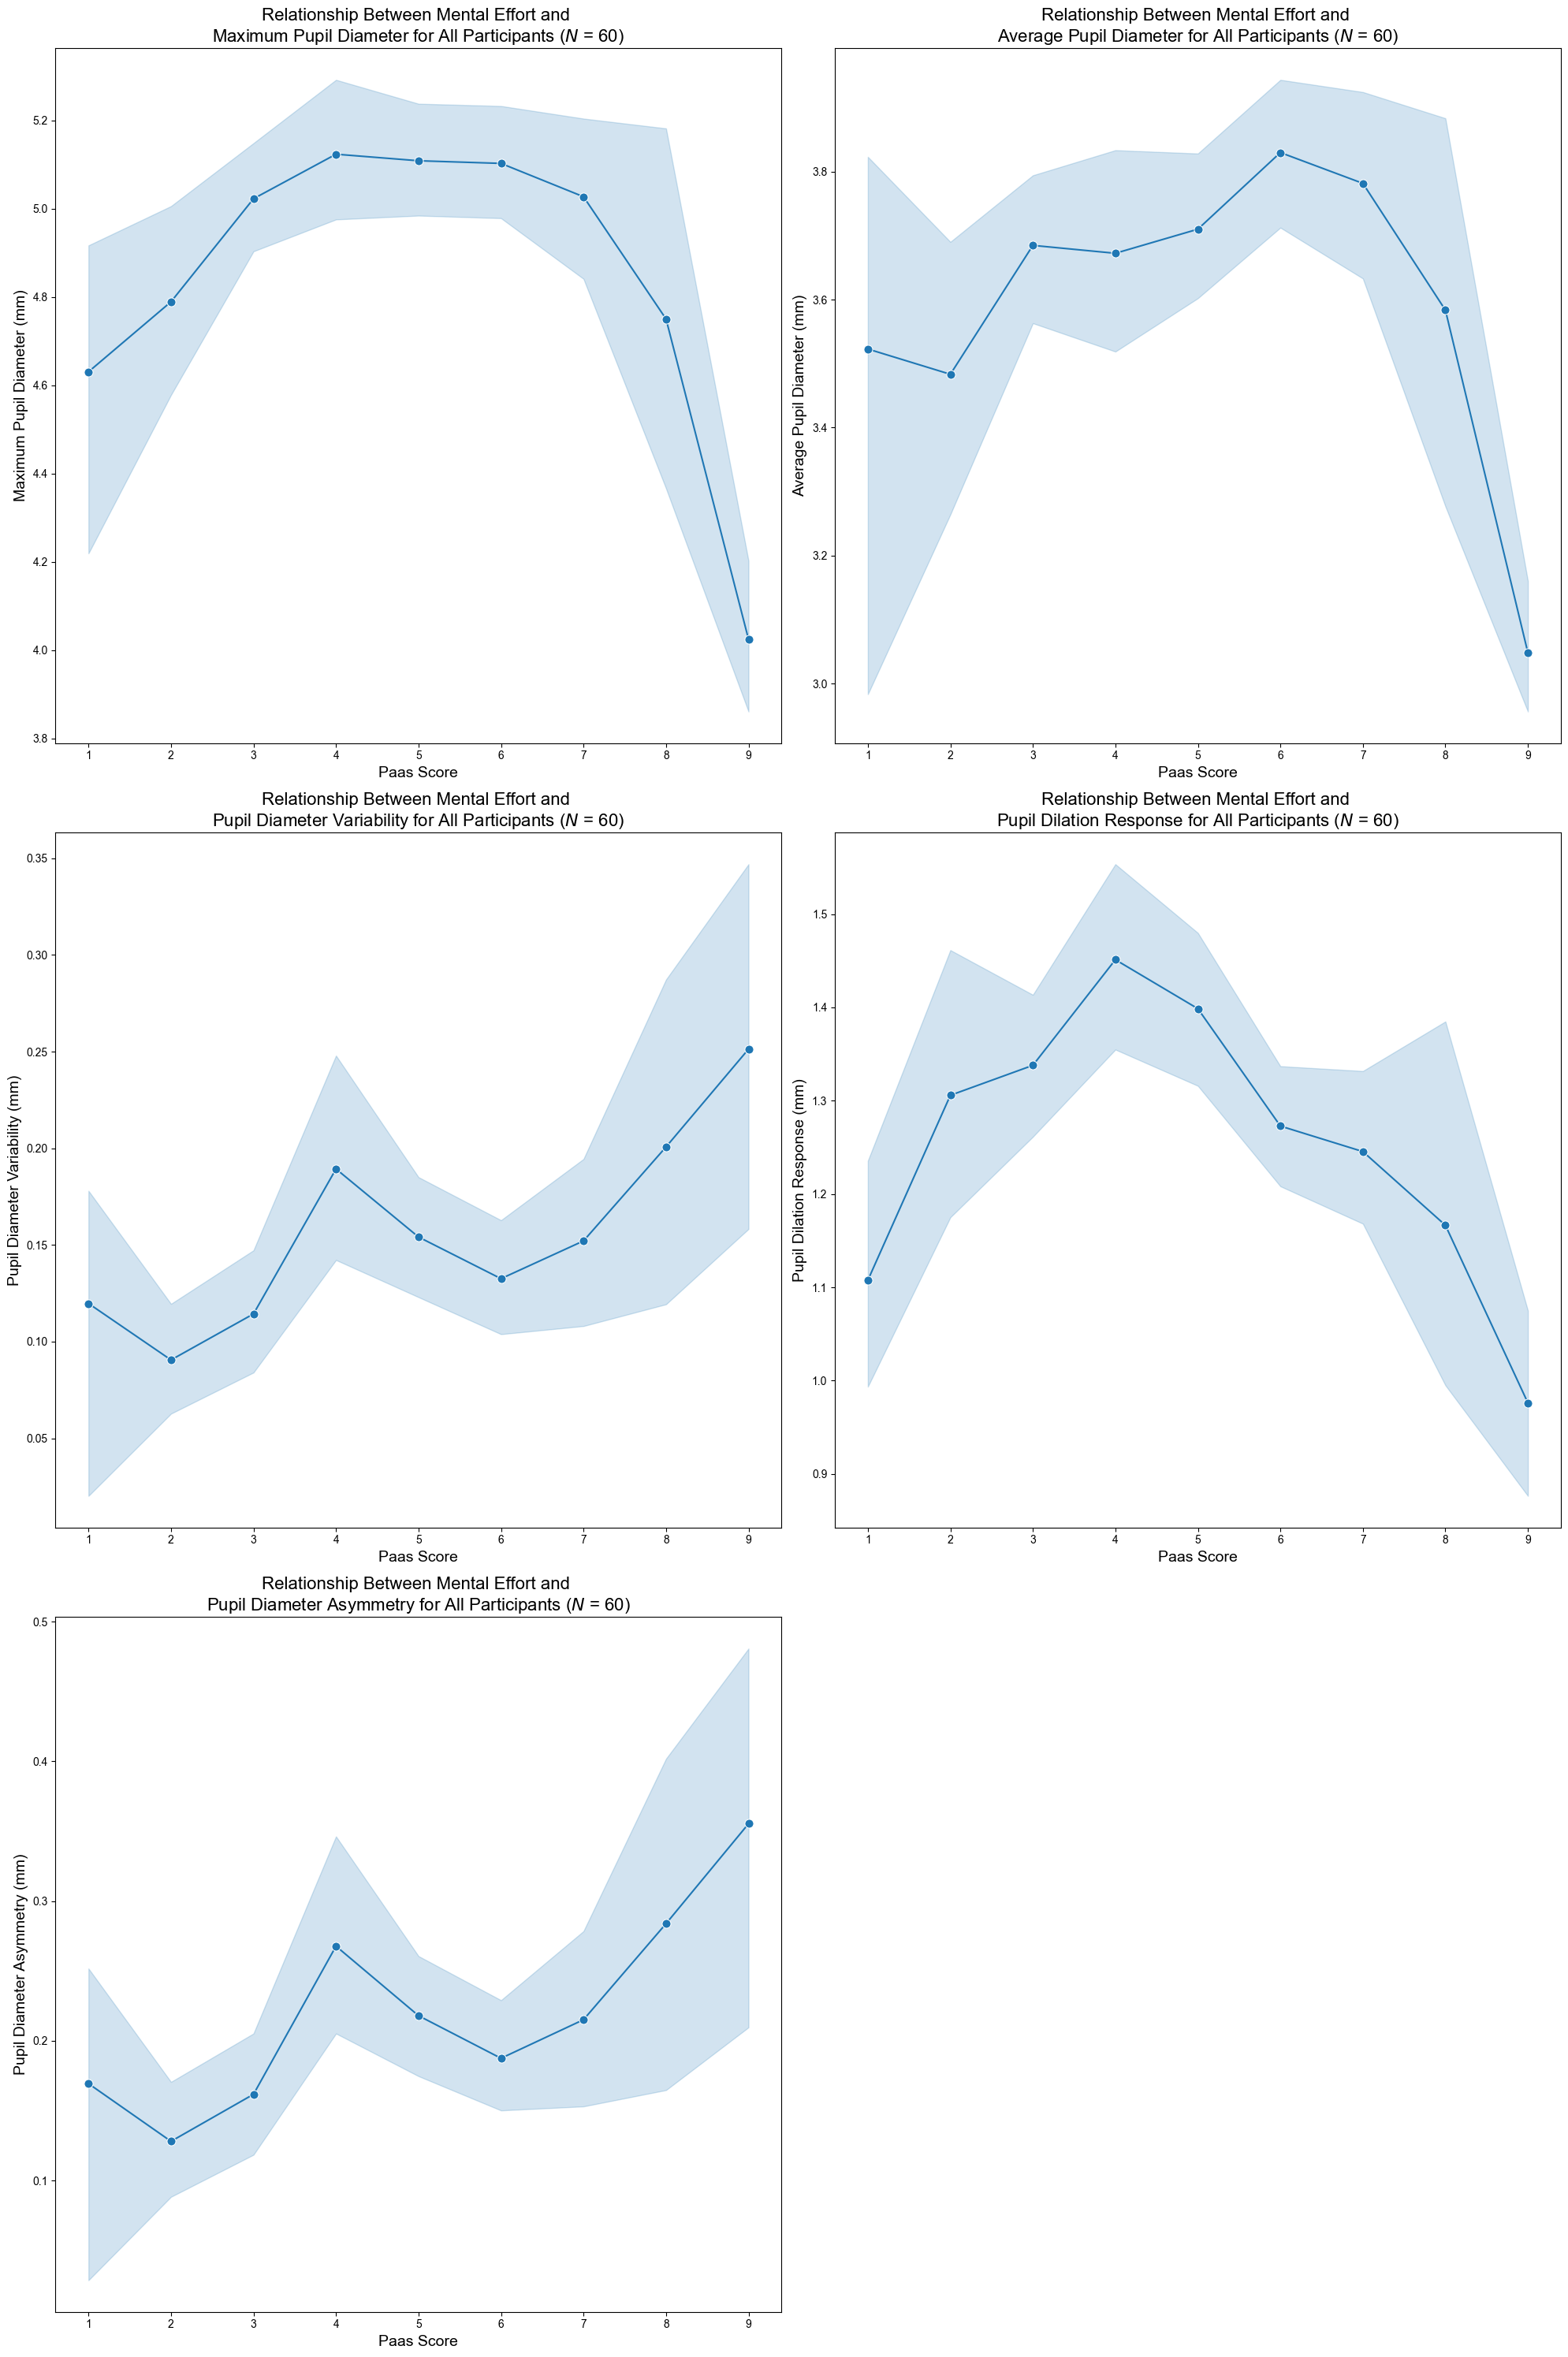 Relationship Between Mental Effort and
Maximum Pupil Diameter for All Participants (N = 60)
Maximum Pupil Diameter (mm)
5.2
5.0
4.8
4.6
4.4
4.2
4.0
3.8
1 2 3 4 5 6 7 8 9
Paas Score
Relationship Between Mental Effort and
Average Pupil Diameter for All Participants (N = 60)
Average Pupil Diameter (mm)
3.8
3.6
3.4
3.2
3.0
1 2 3 4 5 6 7 8 9
Paas Score
Relationship Between Mental Effort and
Pupil Diameter Variability for All Participants (N = 60)
Pupil Diameter Variability (mm)
0.35
0.30
0.25
0.20
0.15
0.10
0.05
1 2 3 4 5 6 7 8 9
Paas Score
Relationship Between Mental Effort and
Pupil Dilation Response for All Participants (N = 60)
Pupil Dilation Response (mm)
1.5
1.4
1.3
1.2
1.1
1.0
0.9
1 2 3 4 5 6 7 8 9
Paas Score
Relationship Between Mental Effort and
Pupil Diameter Asymmetry for All Participants (N = 60)
Pupil Diameter Asymmetry (mm)
0.5
0.4
0.3
0.2
0.1
1 2 3 4 5 6 7 8 9
Paas Score